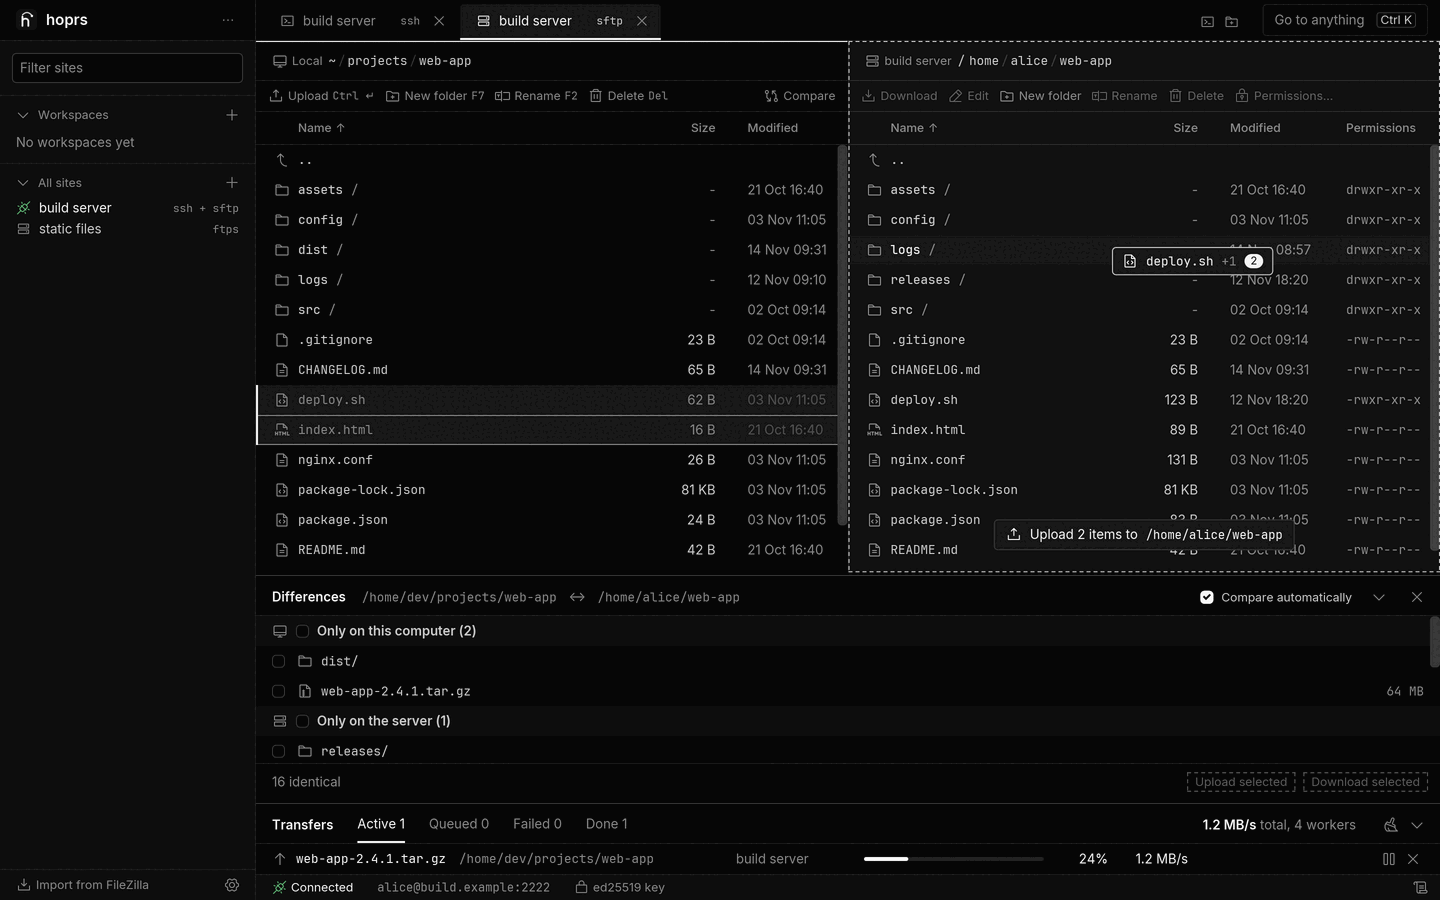 hoprs ...
build server ssh
build server sftp
Go to anything Ctrl K
Filter sites
Workspaces
No workspaces yet
All sites
build server ssh + sftp
static files ftps
Import from FileZilla
Local ~ / projects / web-app
Upload Ctrl ↵ New folder F7 Rename F2 Delete Del Compare
Name ↑ Size Modified
..
assets / - 21 Oct 16:40
config / - 03 Nov 11:05
dist / - 14 Nov 09:31
logs / - 12 Nov 09:10
src / - 02 Oct 09:14
.gitignore 23 B 02 Oct 09:14
CHANGELOG.md 65 B 14 Nov 09:31
deploy.sh 62 B 03 Nov 11:05
index.html 16 B 21 Oct 16:40
nginx.conf 26 B 03 Nov 11:05
package-lock.json 81 KB 03 Nov 11:05
package.json 24 B 03 Nov 11:05
README.md 42 B 21 Oct 16:40
build server / home / alice / web-app
Download Edit New folder Rename Delete Permissions...
Name ↑ Size Modified Permissions
..
assets / - 21 Oct 16:40 drwxr-xr-x
config / - 03 Nov 11:05 drwxr-xr-x
logs / 08:57 drwxr-xr-x
deploy.sh +1 2
releases / - 12 Nov 18:20 drwxr-xr-x
src / - 02 Oct 09:14 drwxr-xr-x
.gitignore 23 B 02 Oct 09:14 -rw-r--r--
CHANGELOG.md 65 B 14 Nov 09:31 -rw-r--r--
deploy.sh 123 B 12 Nov 18:20 -rwxr-xr-x
index.html 89 B 21 Oct 16:40 -rw-r--r--
nginx.conf 131 B 03 Nov 11:05 -rw-r--r--
package-lock.json 81 KB 03 Nov 11:05 -rw-r--r--
package.json -rw-r--r--
Upload 2 items to /home/alice/web-app
README.md 42 B 21 Oct 16:40 -rw-r--r--
Differences /home/dev/projects/web-app ↔ /home/alice/web-app Compare automatically
Only on this computer (2)
dist/
web-app-2.4.1.tar.gz 64 MB
Only on the server (1)
releases/
16 identical Upload selected Download selected
Transfers Active 1 Queued 0 Failed 0 Done 1 1.2 MB/s total, 4 workers
web-app-2.4.1.tar.gz /home/dev/projects/web-app build server 24% 1.2 MB/s
Connected alice@build.example:2222 ed25519 key